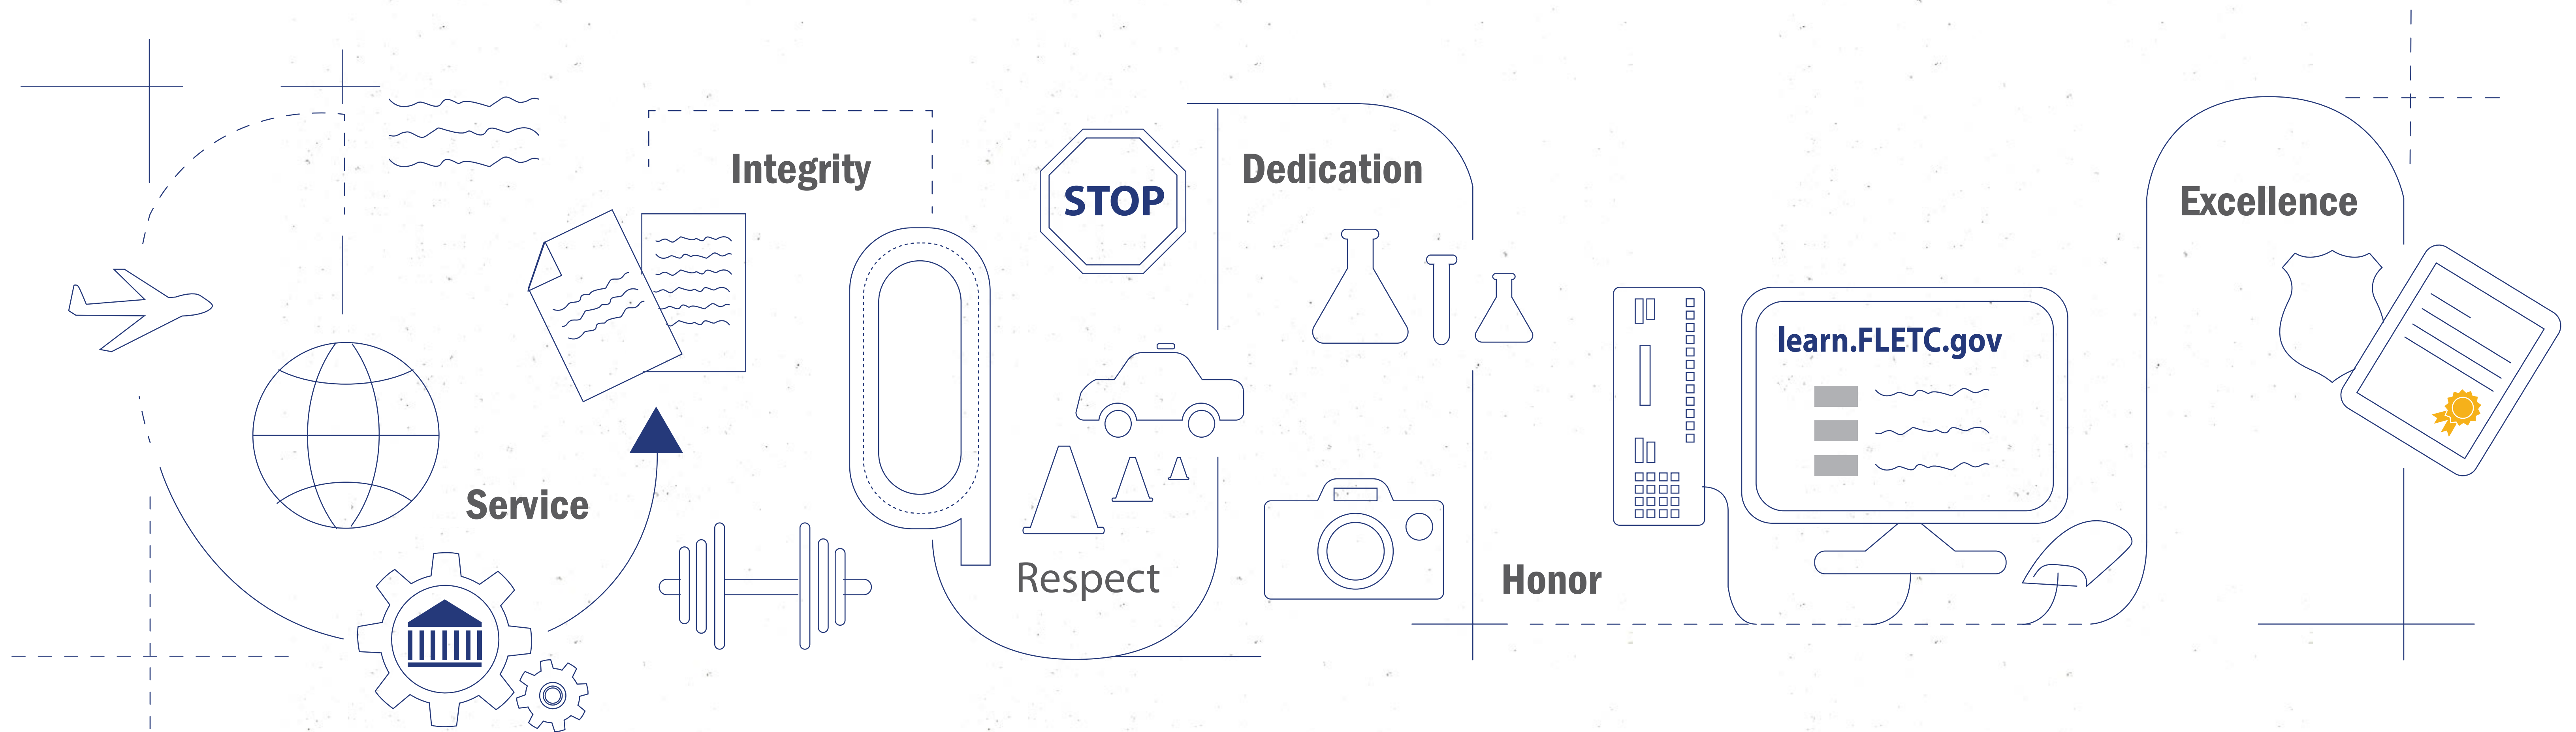 Service
Integrity
STOP
Respect
Dedication
Honor
learn.FLETC.gov
Excellence